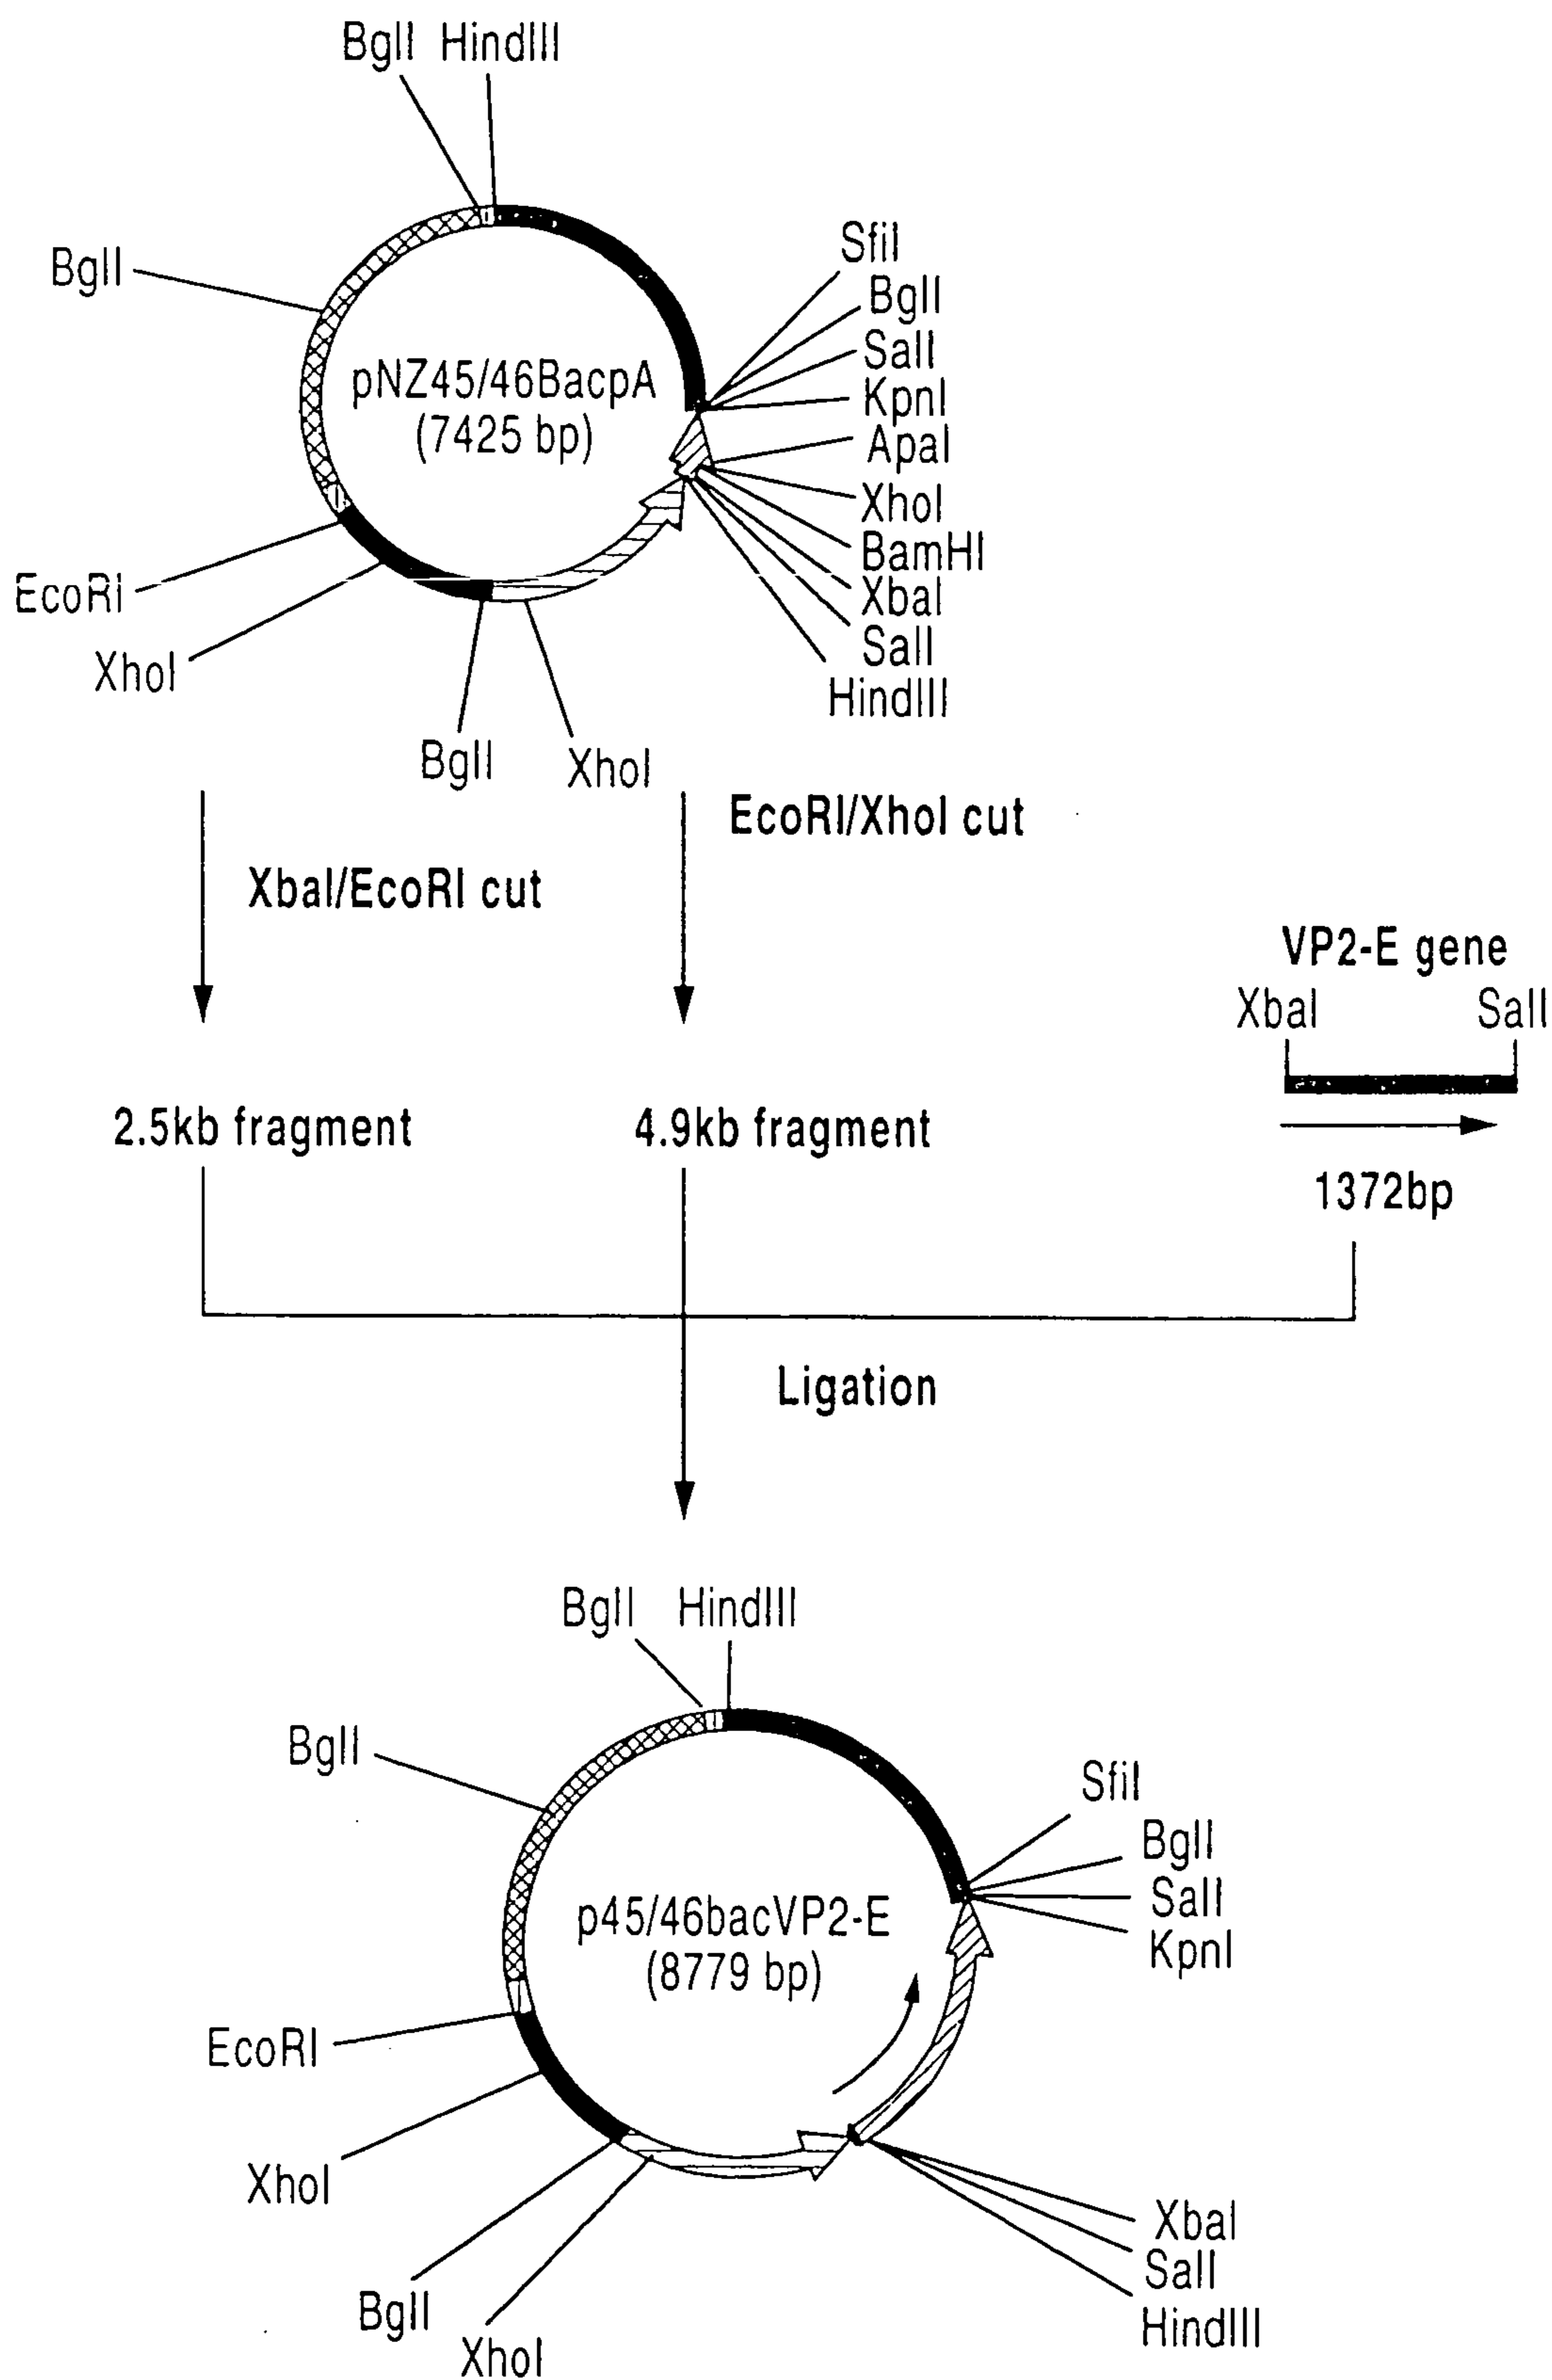 BglI HindIII
BglI
SfiI
BglI
SalI
KpnI
ApaI
XhoI
BamHI
XbaI
SalI
HindIII
pNZ45/46BacpA
(7425 bp)
EcoRI
XhoI
BglI
XhoI
EcoRI/XhoI cut
XbaI/EcoRI cut
VP2-E gene
XbaI
SalI
2.5kb fragment
4.9kb fragment
1372bp
Ligation
BglI HindIII
BglI
SfiI
BglI
SalI
KpnI
p45/46bacVP2-E
(8779 bp)
EcoRI
XhoI
BglI
XhoI
XbaI
SalI
HindIII